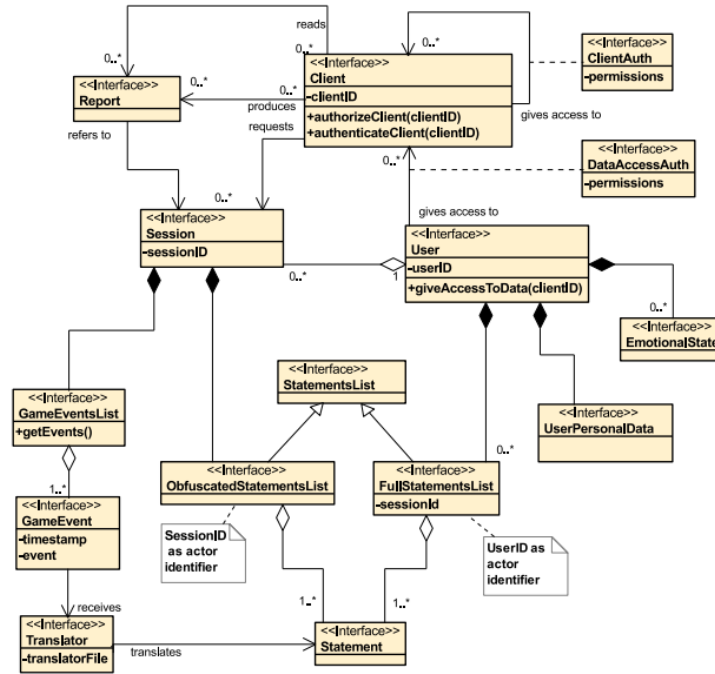 reads
0..*
0..*
<<Interface>>
Client
-clientID
+authorizeClient(clientID)
+authenticateClient(clientID)
0..*
<<Interface>>
ClientAuth
-permissions
<<Interface>>
Report
0..*
0..*
produces
gives access to
refers to
requests
<<Interface>>
DataAccessAuth
-permissions
0..*
0..*
gives access to
<<Interface>>
Session
-sessionID
0..*
1
<<Interface>>
User
-userID
+giveAccessToData(clientID)
0..*
<<Interface>>
EmotionalState
<<Interface>>
StatementsList
<<Interface>>
GameEventsList
+getEvents()
<<Interface>>
UserPersonalData
0..*
<<Interface>>
ObfuscatedStatementsList
<<Interface>>
FullStatementsList
-sessionId
1..*
<<Interface>>
GameEvent
-timestamp
-event
SessionID
as actor
identifier
UserID as
actor
identifier
receives
1..*
1..*
<<Interface>>
Translator
-translatorFile
translates
<<Interface>>
Statement